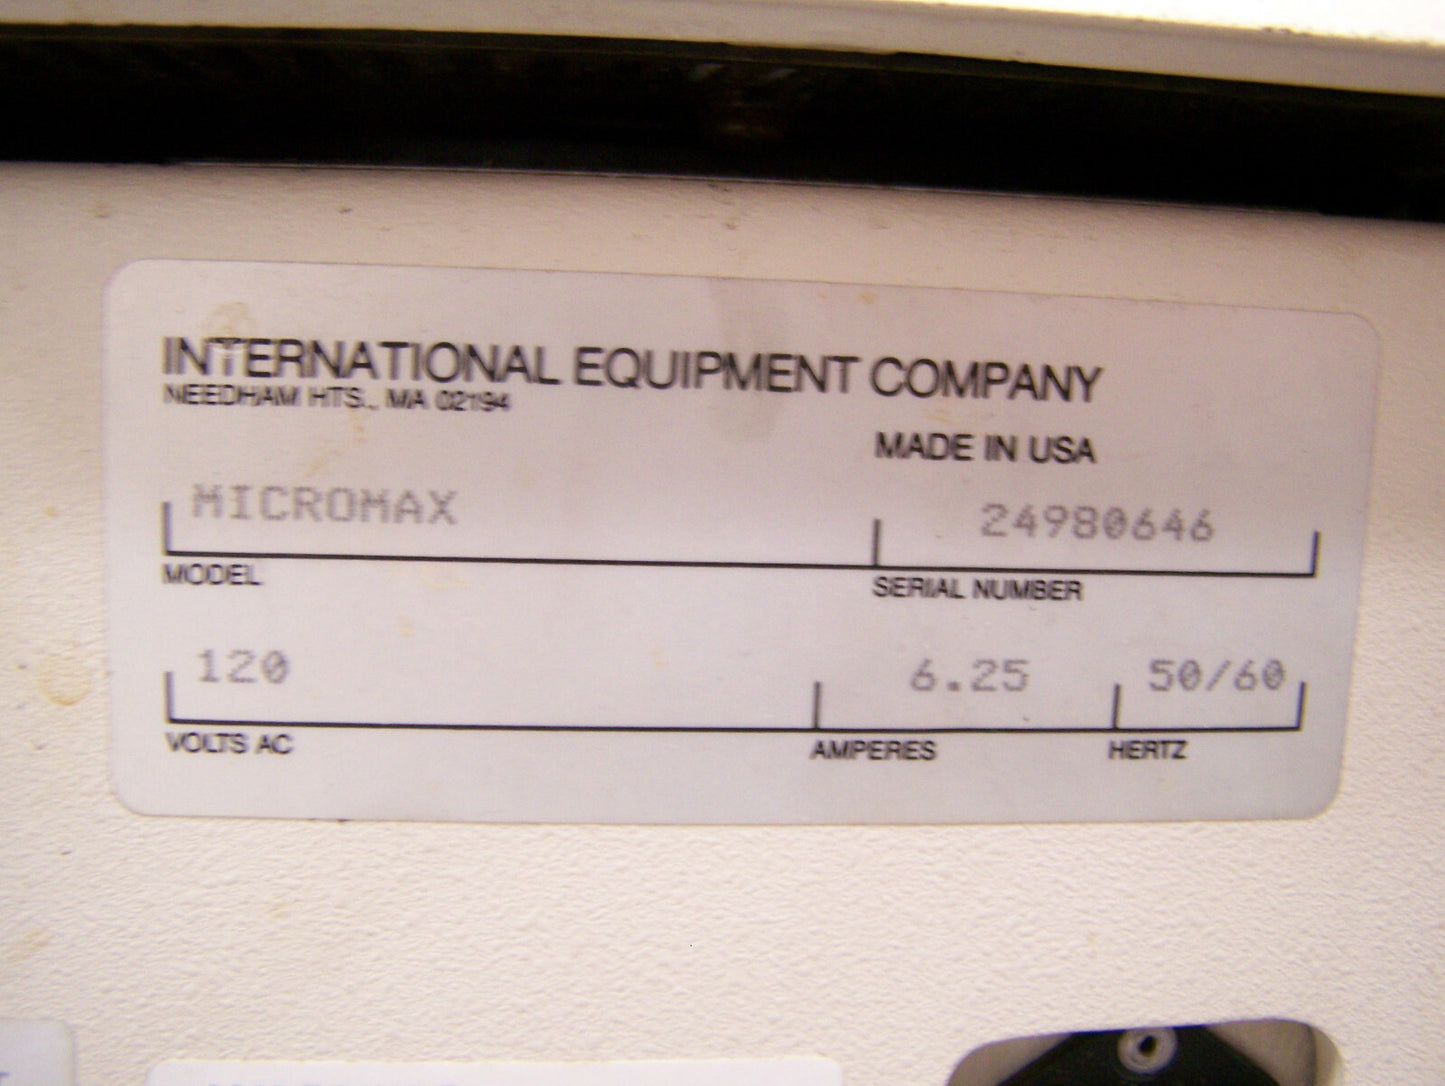 INTERNATIONAL EQUIPMENT COMPANY
NEEDHAM HTS., MA 02194
MADE IN USA
MICROMAX 24980646
MODEL SERIAL NUMBER
120 6.25 50/60
VOLTS AC AMPERES HERTZ